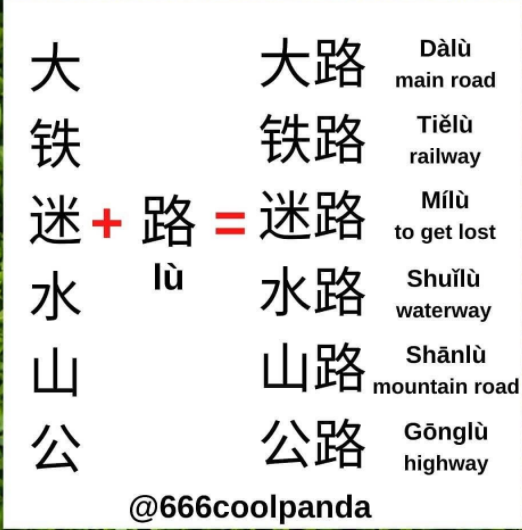 大 大路 Dàlù
main road
铁 铁路 Tiělù
railway
迷 + 路 = 迷路 Mílù
lù to get lost
水 水路 Shuǐlù
waterway
山 山路 Shānlù
mountain road
公 公路 Gōnglù
highway
@666coolpanda